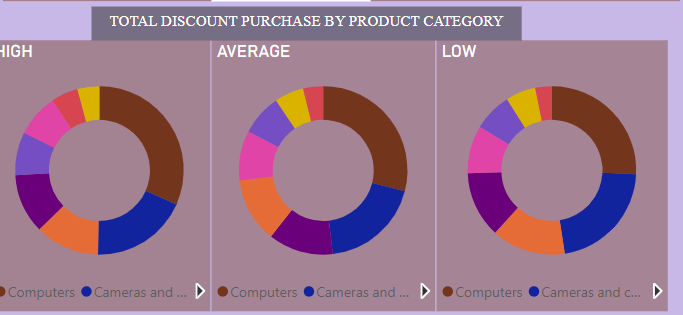 TOTAL DISCOUNT PURCHASE BY PRODUCT CATEGORY
HIGH
AVERAGE
LOW
Computers
Cameras and ...
Computers
Cameras and ...
Computers
Cameras and c...